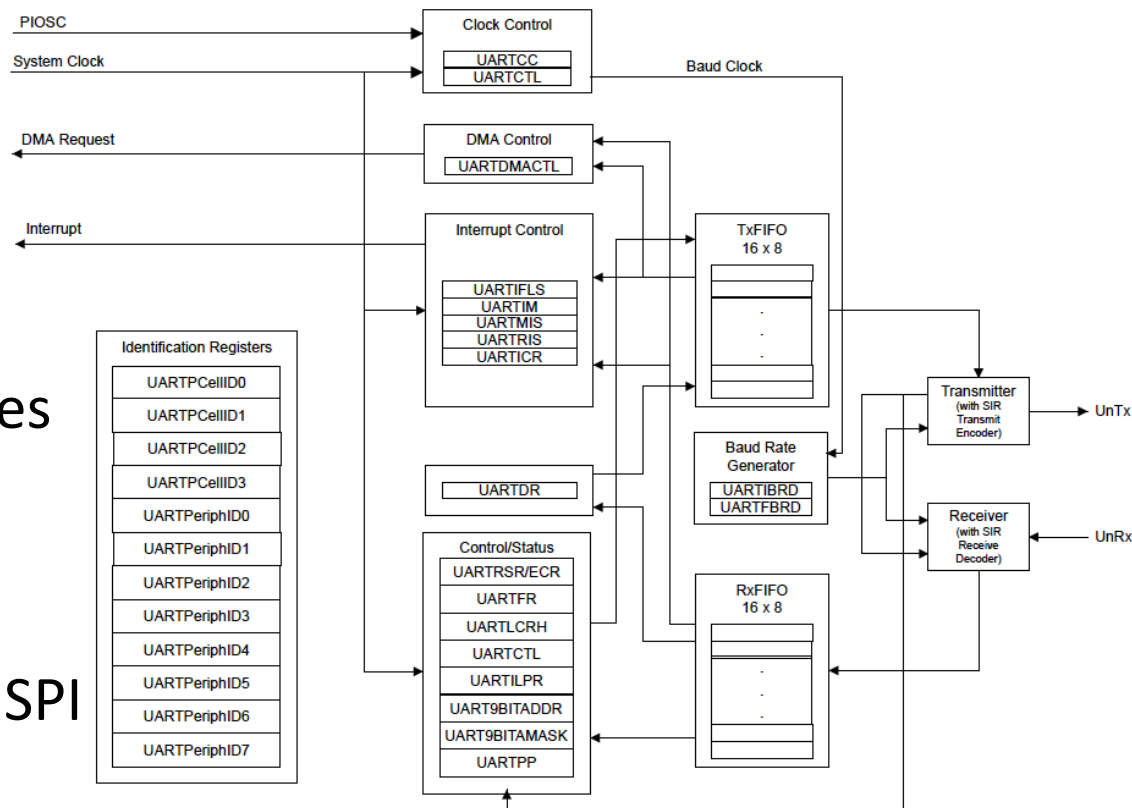 PIOSC
System Clock
Clock Control
UARTCC
UARTCTL
Baud Clock
DMA Request
DMA Control
UARTDMACTL
Interrupt
Interrupt Control
UARTIFLS
UARTIM
UARTMIS
UARTRIS
UARTICR
TxFIFO
16 x 8
.
.
.
Identification Registers
UARTPCellID0
UARTPCellID1
UARTPCellID2
UARTPCellID3
UARTPeriphID0
UARTPeriphID1
UARTPeriphID2
UARTPeriphID3
UARTPeriphID4
UARTPeriphID5
UARTPeriphID6
UARTPeriphID7
es
SPI
UARTDR
Baud Rate
Generator
UARTIBRD
UARTFBRD
Transmitter
(with SIR
Transmit
Encoder)
UnTx
Receiver
(with SIR
Receive
Decoder)
UnRx
Control/Status
UARTRSR/ECR
UARTFR
UARTLCRH
UARTCTL
UARTILPR
UART9BITADDR
UART9BITAMASK
UARTPP
RxFIFO
16 x 8
.
.
.